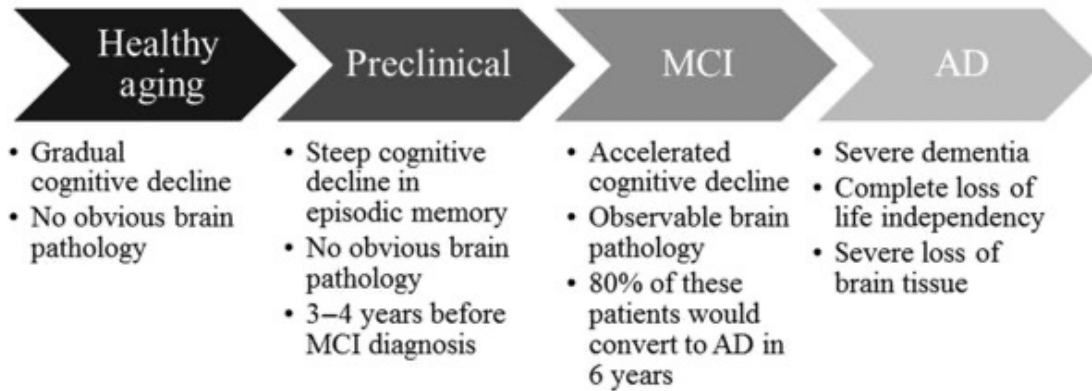 Healthy
aging
Preclinical
MCI
AD
• Gradual
cognitive decline
• No obvious brain
pathology
• Steep cognitive
decline in
episodic memory
• No obvious brain
pathology
• 3–4 years before
MCI diagnosis
• Accelerated
cognitive decline
• Observable brain
pathology
• 80% of these
patients would
convert to AD in
6 years
• Severe dementia
• Complete loss of
life independency
• Severe loss of
brain tissue